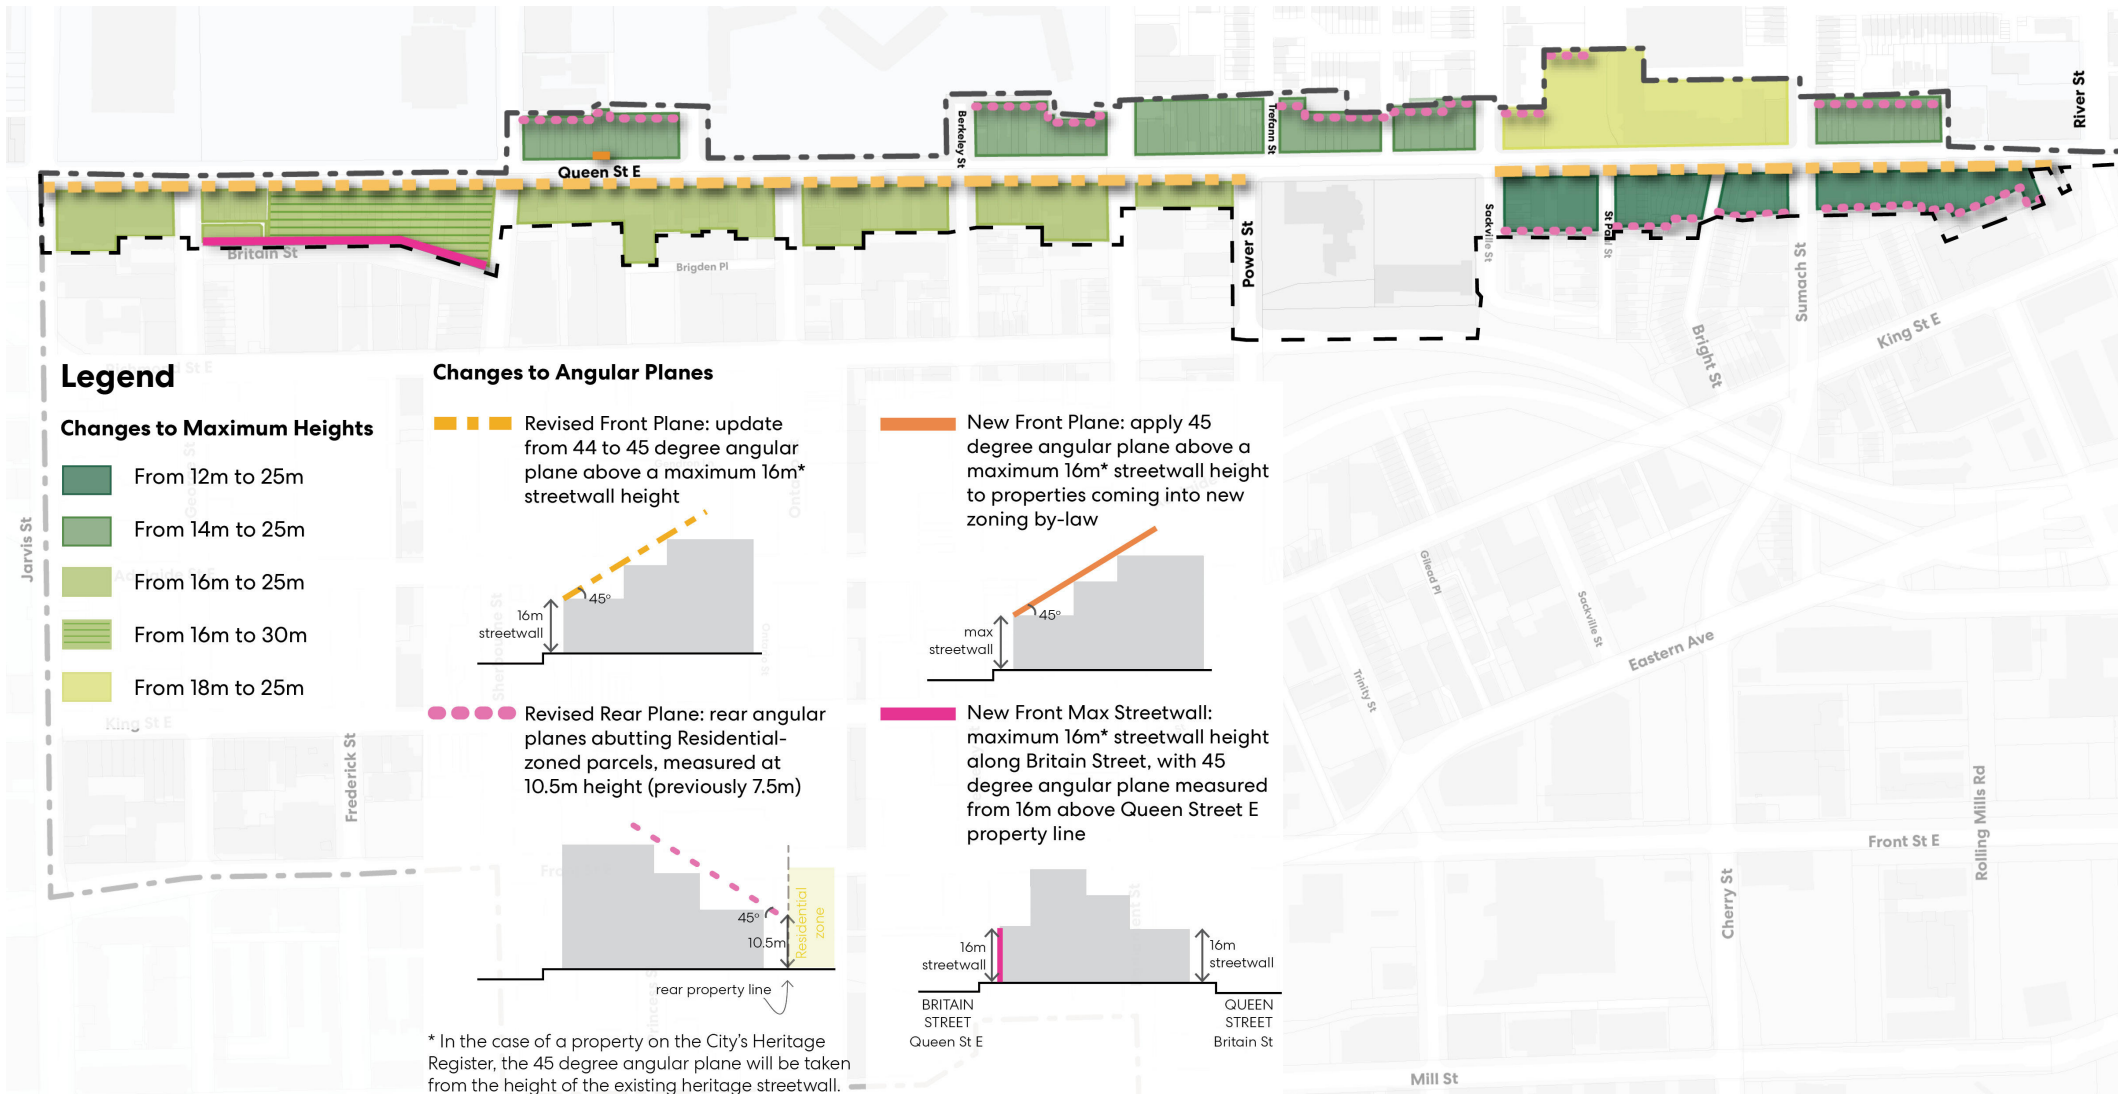 River St
Berkeley St
Trefann St
Queen St E
Sackville St
St Paul St
Power St
Britain St
Brigden Pl
Sumach St
Bright St
King St E
Legend
Changes to Maximum Heights
From 12m to 25m
From 14m to 25m
From 16m to 25m
From 16m to 30m
From 18m to 25m
Jarvis St
King St E
Frederick St
Changes to Angular Planes
Revised Front Plane: update
from 44 to 45 degree angular
plane above a maximum 16m*
streetwall height
45°
16m
streetwall
New Front Plane: apply 45
degree angular plane above a
maximum 16m* streetwall height
to properties coming into new
zoning by-law
45°
max
streetwall
Revised Rear Plane: rear angular
planes abutting Residential-
zoned parcels, measured at
10.5m height (previously 7.5m)
45°
10.5m
Residential
zone
rear property line
New Front Max Streetwall:
maximum 16m* streetwall height
along Britain Street, with 45
degree angular plane measured
from 16m above Queen Street E
property line
16m
streetwall
16m
streetwall
BRITAIN
STREET
Queen St E
QUEEN
STREET
Britain St
* In the case of a property on the City's Heritage
Register, the 45 degree angular plane will be taken
from the height of the existing heritage streetwall.
Gilead Pl
Sackville St
Trinity St
Eastern Ave
Front St E
Rolling Mills Rd
Cherry St
Mill St